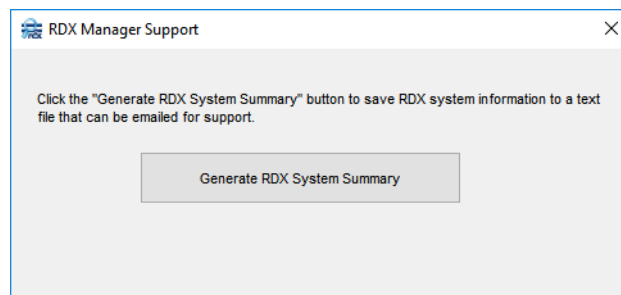 RDX Manager Support
Click the "Generate RDX System Summary" button to save RDX system information to a text
file that can be emailed for support.
Generate RDX System Summary